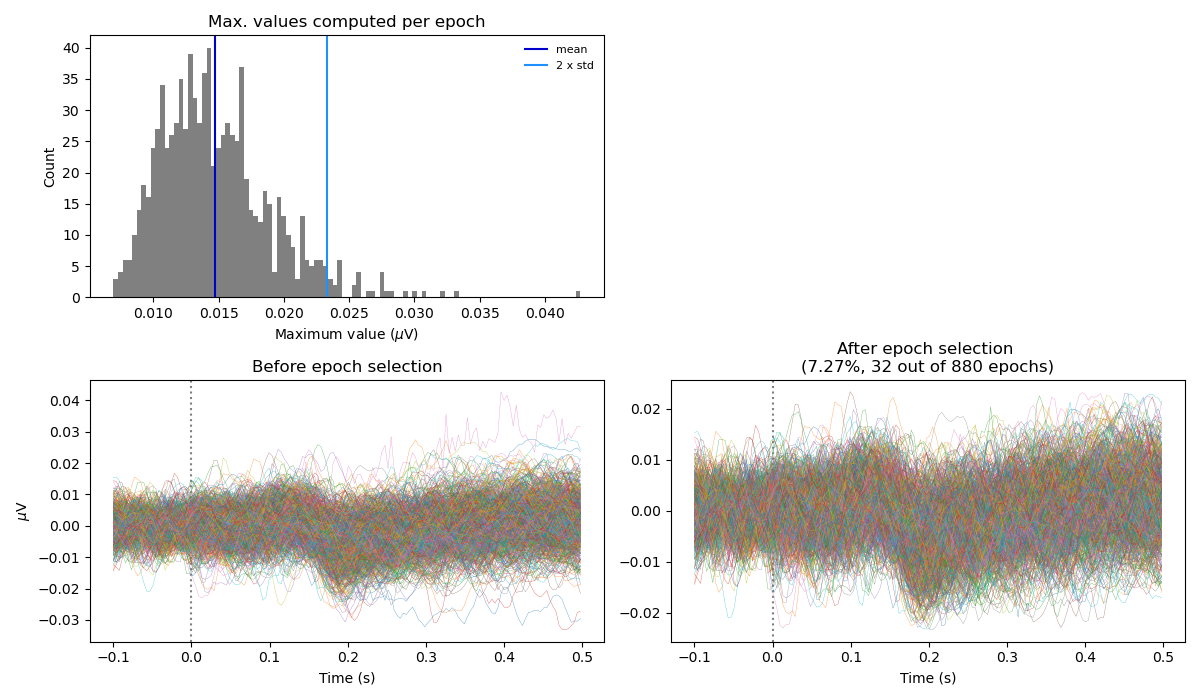 Max. values computed per epoch
mean
2 x std
Count
40
35
30
25
20
15
10
5
0
0.010 0.015 0.020 0.025 0.030 0.035 0.040
Maximum value (μV)
Before epoch selection
μV
0.04
0.03
0.02
0.01
0.00
−0.01
−0.02
−0.03
−0.1 0.0 0.1 0.2 0.3 0.4 0.5
Time (s)
After epoch selection
(7.27%, 32 out of 880 epochs)
0.02
0.01
0.00
−0.01
−0.02
−0.1 0.0 0.1 0.2 0.3 0.4 0.5
Time (s)